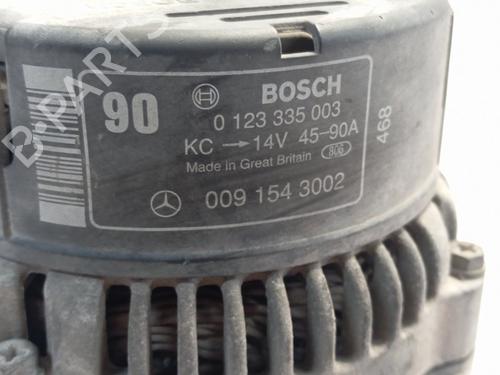 90
BOSCH
0 123 335 003
KC → 14V 45-90A
Made in Great Britain 806
009 154 3002
468
B-PARTS